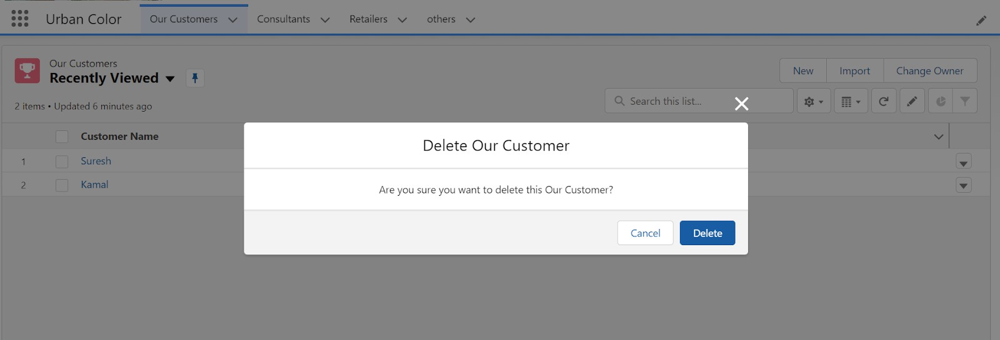 Urban Color Our Customers Consultants Retailers others
Our Customers
Recently Viewed
New Import Change Owner
2 items • Updated 6 minutes ago
Search this list...
Customer Name
1 Suresh
2 Kamal
Delete Our Customer
Are you sure you want to delete this Our Customer?
Cancel Delete